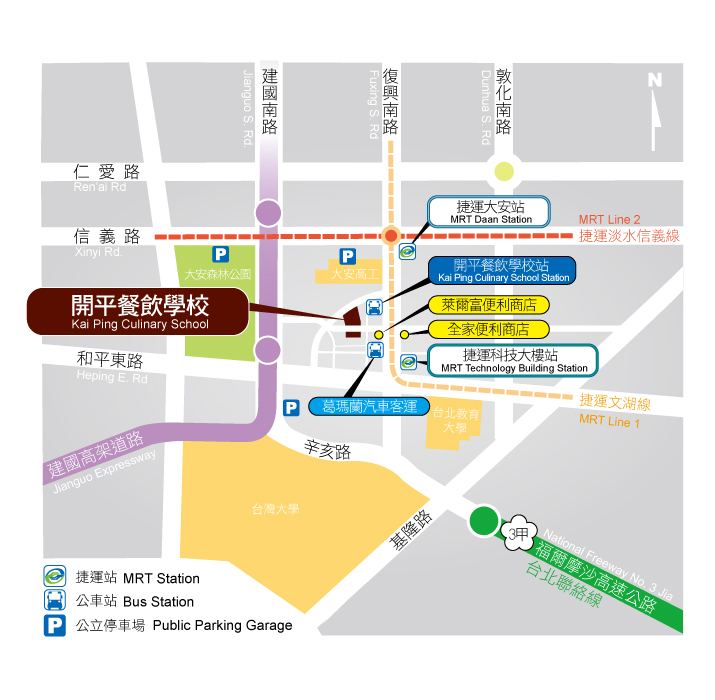 建國南路
Jianguo S. Rd
復興南路
Fuxing S. Rd
敦化南路
Dunhua S. Rd
N
仁愛路
Ren'ai Rd
捷運大安站
MRT Daan Station
MRT Line 2
捷運淡水信義線
信義路
Xinyi Rd.
P
大安森林公園
P
大安高工
開平餐飲學校站
Kai Ping Culinary School Station
開平餐飲學校
Kai Ping Culinary School
萊爾富便利商店
全家便利商店
和平東路
Heping E. Rd
捷運科技大樓站
MRT Technology Building Station
P
葛瑪蘭汽車客運
台北教育
大學
捷運文湖線
MRT Line 1
建國高架道路
Jianguo Expressway
辛亥路
台灣大學
基隆路
3甲
National Freeway No. 3 Jia
福爾摩沙高速公路
台北聯絡線
捷運站 MRT Station
公車站 Bus Station
P 公立停車場 Public Parking Garage